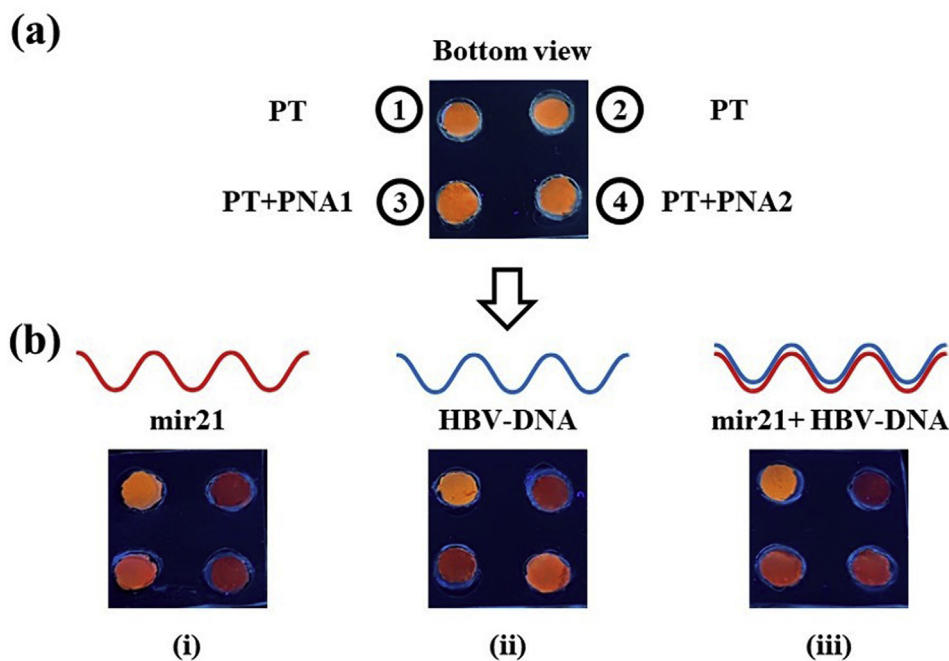 (a)
Bottom view
PT 1 2 PT
PT+PNA1 3 4 PT+PNA2
(b)
mir21 HBV-DNA mir21+ HBV-DNA
(i) (ii) (iii)